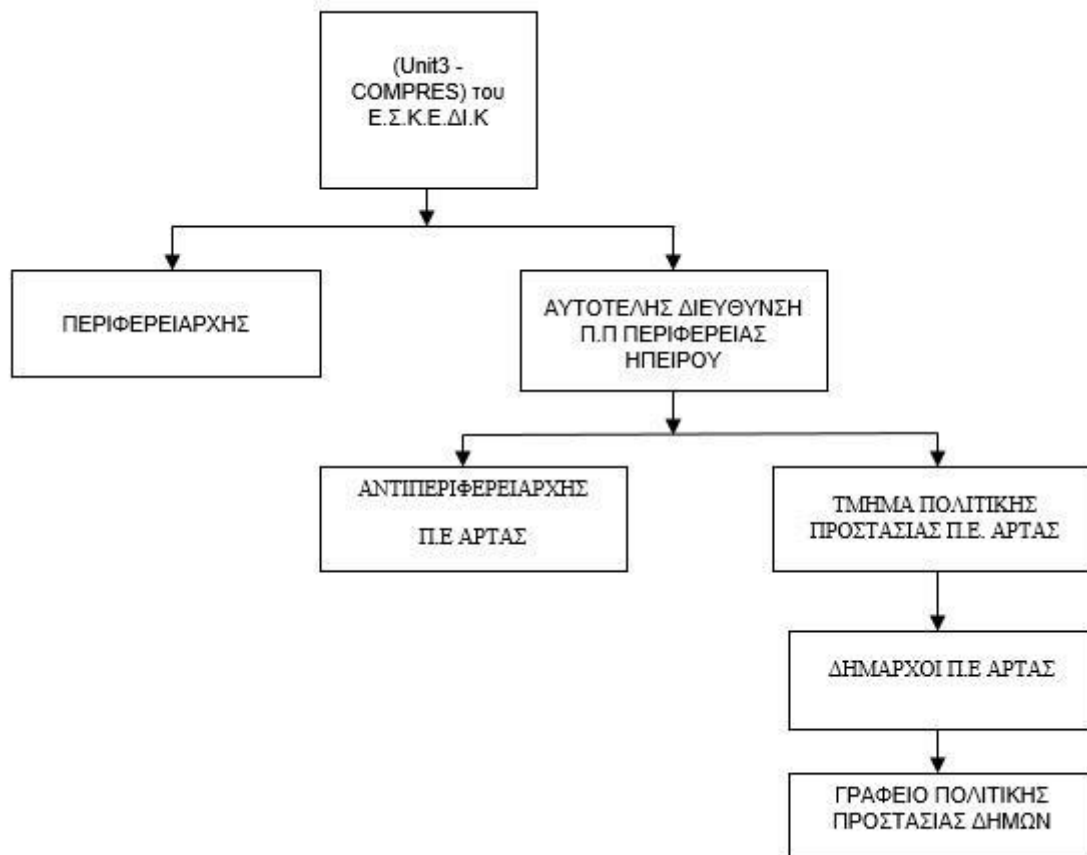 (Unit3 -
COMPRES) του
Ε.Σ.Κ.Ε.ΔΙ.Κ
ΠΕΡΙΦΕΡΕΙΑΡΧΗΣ
ΑΥΤΟΤΕΛΗΣ ΔΙΕΥΘΥΝΣΗ
Π.Π ΠΕΡΙΦΕΡΕΙΑΣ
ΗΠΕΙΡΟΥ
ΑΝΤΙΠΕΡΙΦΕΡΕΙΑΡΧΗΣ
Π.Ε ΑΡΤΑΣ
ΤΜΗΜΑ ΠΟΛΙΤΙΚΗΣ
ΠΡΟΣΤΑΣΙΑΣ Π.Ε. ΑΡΤΑΣ
ΔΗΜΑΡΧΟΙ Π.Ε ΑΡΤΑΣ
ΓΡΑΦΕΙΟ ΠΟΛΙΤΙΚΗΣ
ΠΡΟΣΤΑΣΙΑΣ ΔΗΜΩΝ